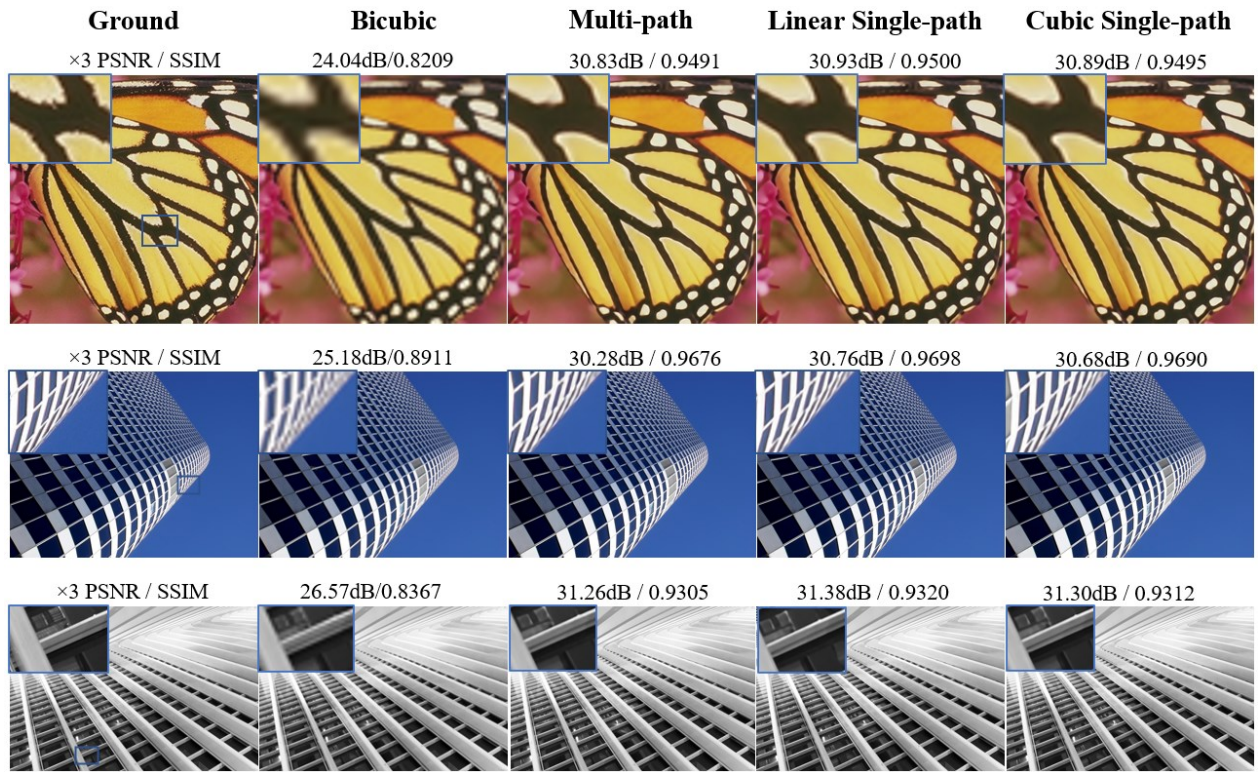 Ground Bicubic Multi-path Linear Single-path Cubic Single-path
×3 PSNR / SSIM 24.04dB/0.8209 30.83dB / 0.9491 30.93dB / 0.9500 30.89dB / 0.9495
×3 PSNR / SSIM 25.18dB/0.8911 30.28dB / 0.9676 30.76dB / 0.9698 30.68dB / 0.9690
×3 PSNR / SSIM 26.57dB/0.8367 31.26dB / 0.9305 31.38dB / 0.9320 31.30dB / 0.9312